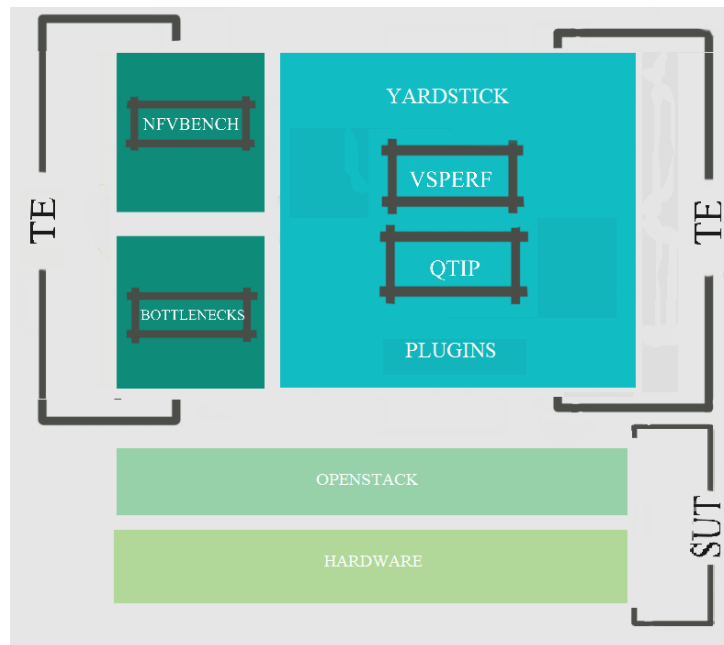 TE
NFVBENCH
BOTTLENECKS
YARDSTICK
VSPERF
QTIP
PLUGINS
TE
OPENSTACK
HARDWARE
SUT